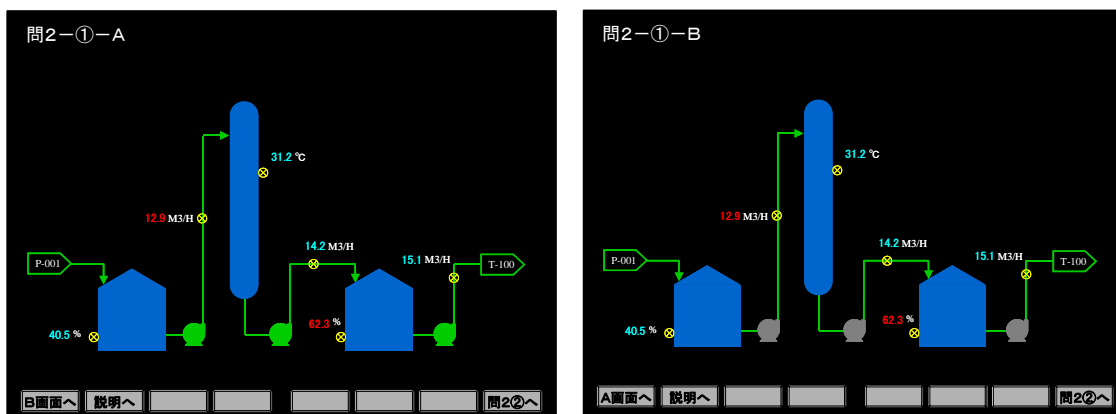 問2-①-A
31.2 ℃
12.9 M3/H
14.2 M3/H
15.1 M3/H
P-001
T-100
40.5 %
62.3 %
B画面へ 説明へ 問2②へ
問2-①-B
31.2 ℃
12.9 M3/H
14.2 M3/H
15.1 M3/H
P-001
T-100
40.5 %
62.3 %
A画面へ 説明へ 問2②へ